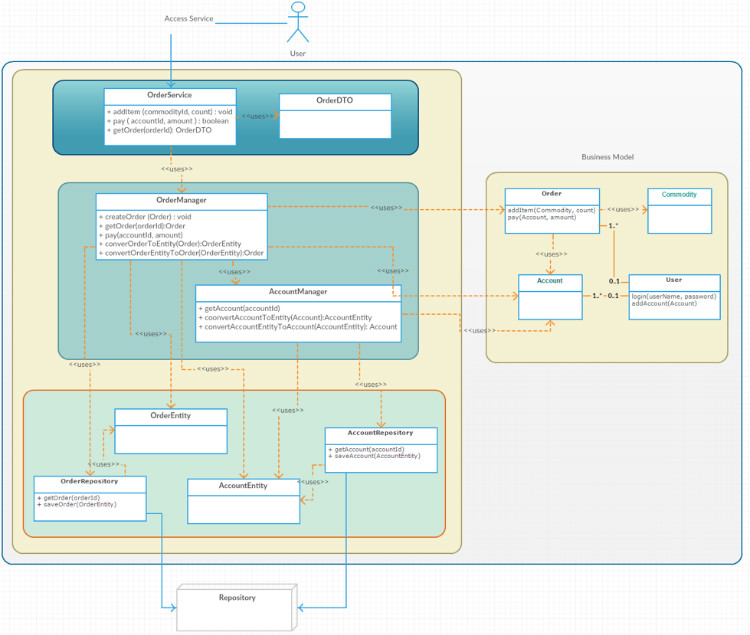 Access Service
User
OrderService
+ addItem (commodityId, count) : void
+ pay ( accountId, amount ) : boolean
+ getOrder(orderId): OrderDTO
<<uses>>
OrderDTO
<<uses>>
Business Model
OrderManager
+ createOrder (Order) : void
+ getOrder(orderId):Order
+ pay(accountId, amount)
+ converOrderToEntity(Order):OrderEntity
+ convertOrderEntityToOrder(OrderEntity):Order
<<uses>>
Order
addItem(Commodity, count)
pay(Account, amount)
<<uses>>
Commodity
1..*
<<uses>>
<<uses>>
<<uses>>
Account
0.1
1..*
0.1
User
login(userName, password)
addAccount(Account)
AccountManager
+ getAccount(accountId)
+ coonvertAccountToEntity(Account):AccountEntity
+ convertAccountEntityToAccount(AccountEntity): Account
<<uses>>
<<uses>>
<<uses>>
<<uses>>
<<uses>>
<<uses>>
OrderEntity
AccountRepository
+ getAccount(accountId)
+ saveAccount(AccountEntity)
<<uses>>
OrderRepository
+ getOrder(orderId)
+ saveOrder(OrderEntity)
AccountEntity
<<uses>>
Repository